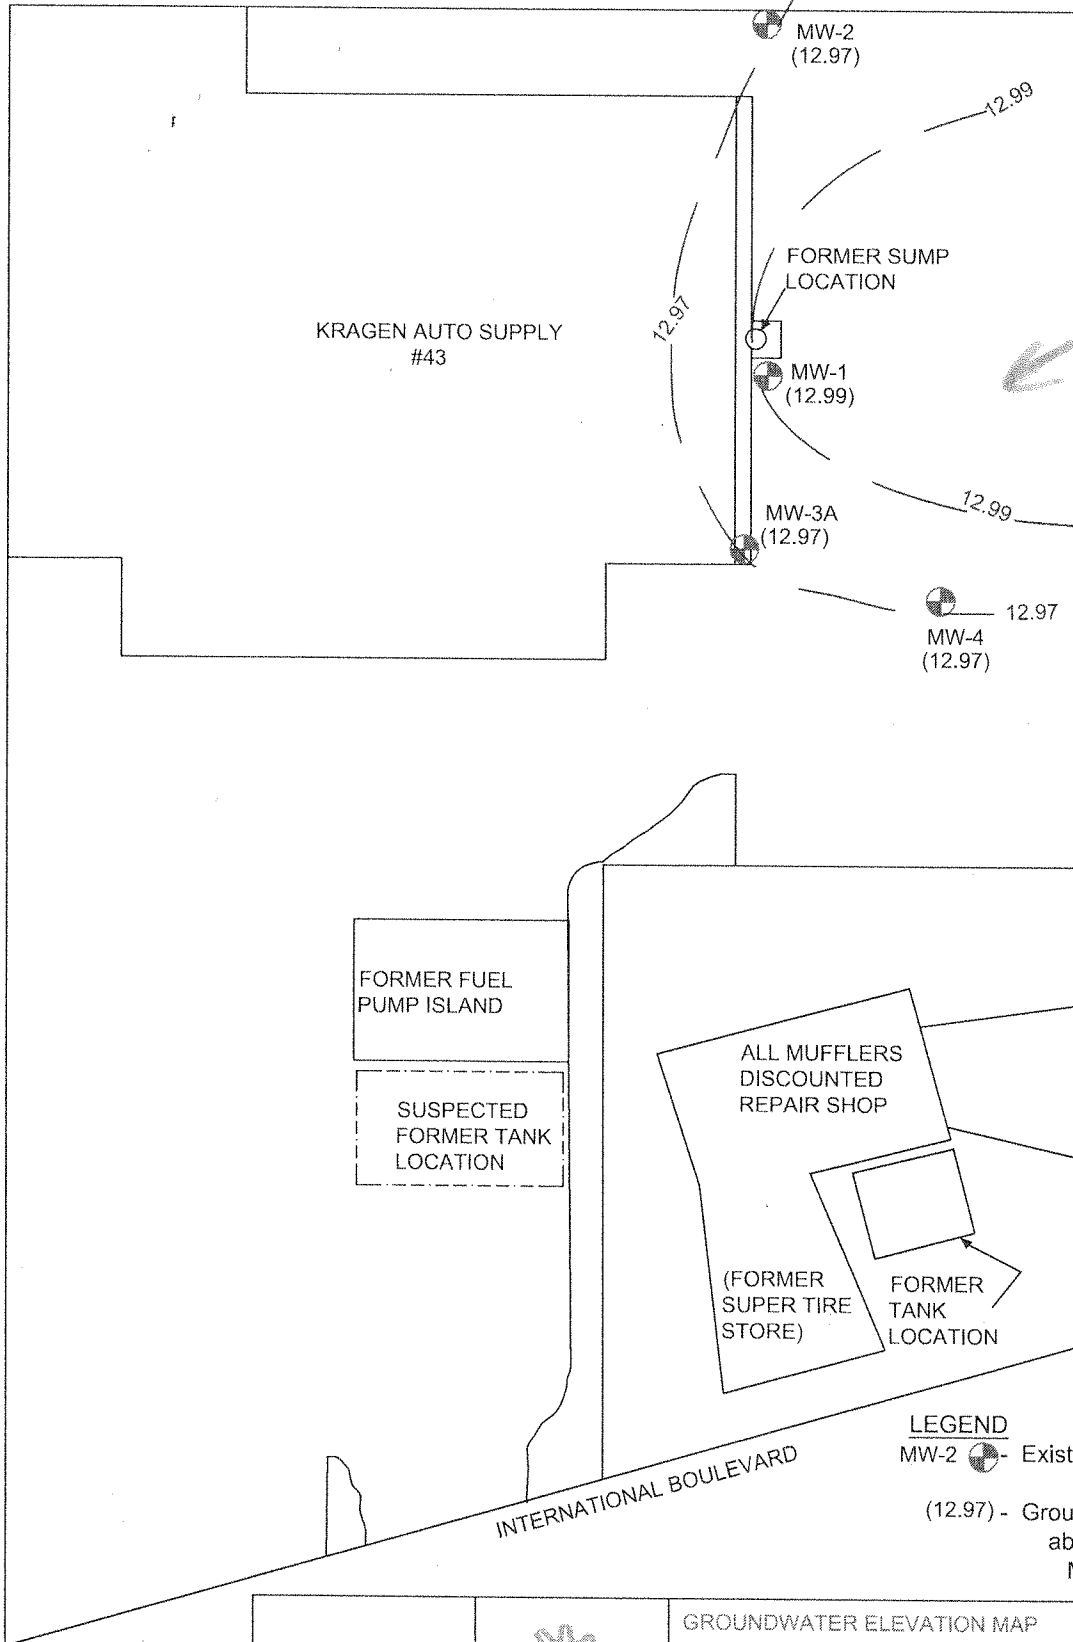 MW-2
(12.97)
12.99
FORMER SUMP
LOCATION
12.97
KRAGEN AUTO SUPPLY
#43
MW-1
(12.99)
12.99
MW-3A
(12.97)
12.97
MW-4
(12.97)
FORMER FUEL
PUMP ISLAND
SUSPECTED
FORMER TANK
LOCATION
ALL MUFFLERS
DISCOUNTED
REPAIR SHOP
(FORMER
SUPER TIRE
STORE)
FORMER
TANK
LOCATION
INTERNATIONAL BOULEVARD
LEGEND
MW-2 - Exist
(12.97) - Grou
ab
GROUNDWATER ELEVATION MAP